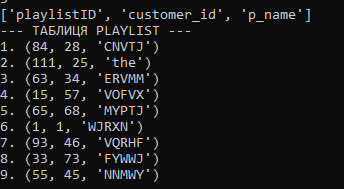 ['playlistID', 'customer_id', 'p_name']
--- ТАБЛИЦЯ PLAYLIST ---
1. (84, 28, 'CNVTJ')
2. (111, 25, 'the')
3. (63, 34, 'ERVMM')
4. (15, 57, 'VOFVX')
5. (65, 68, 'MYPTJ')
6. (1, 1, 'WJRXN')
7. (93, 46, 'VQRHF')
8. (33, 73, 'FYWWJ')
9. (55, 45, 'NNMWY')